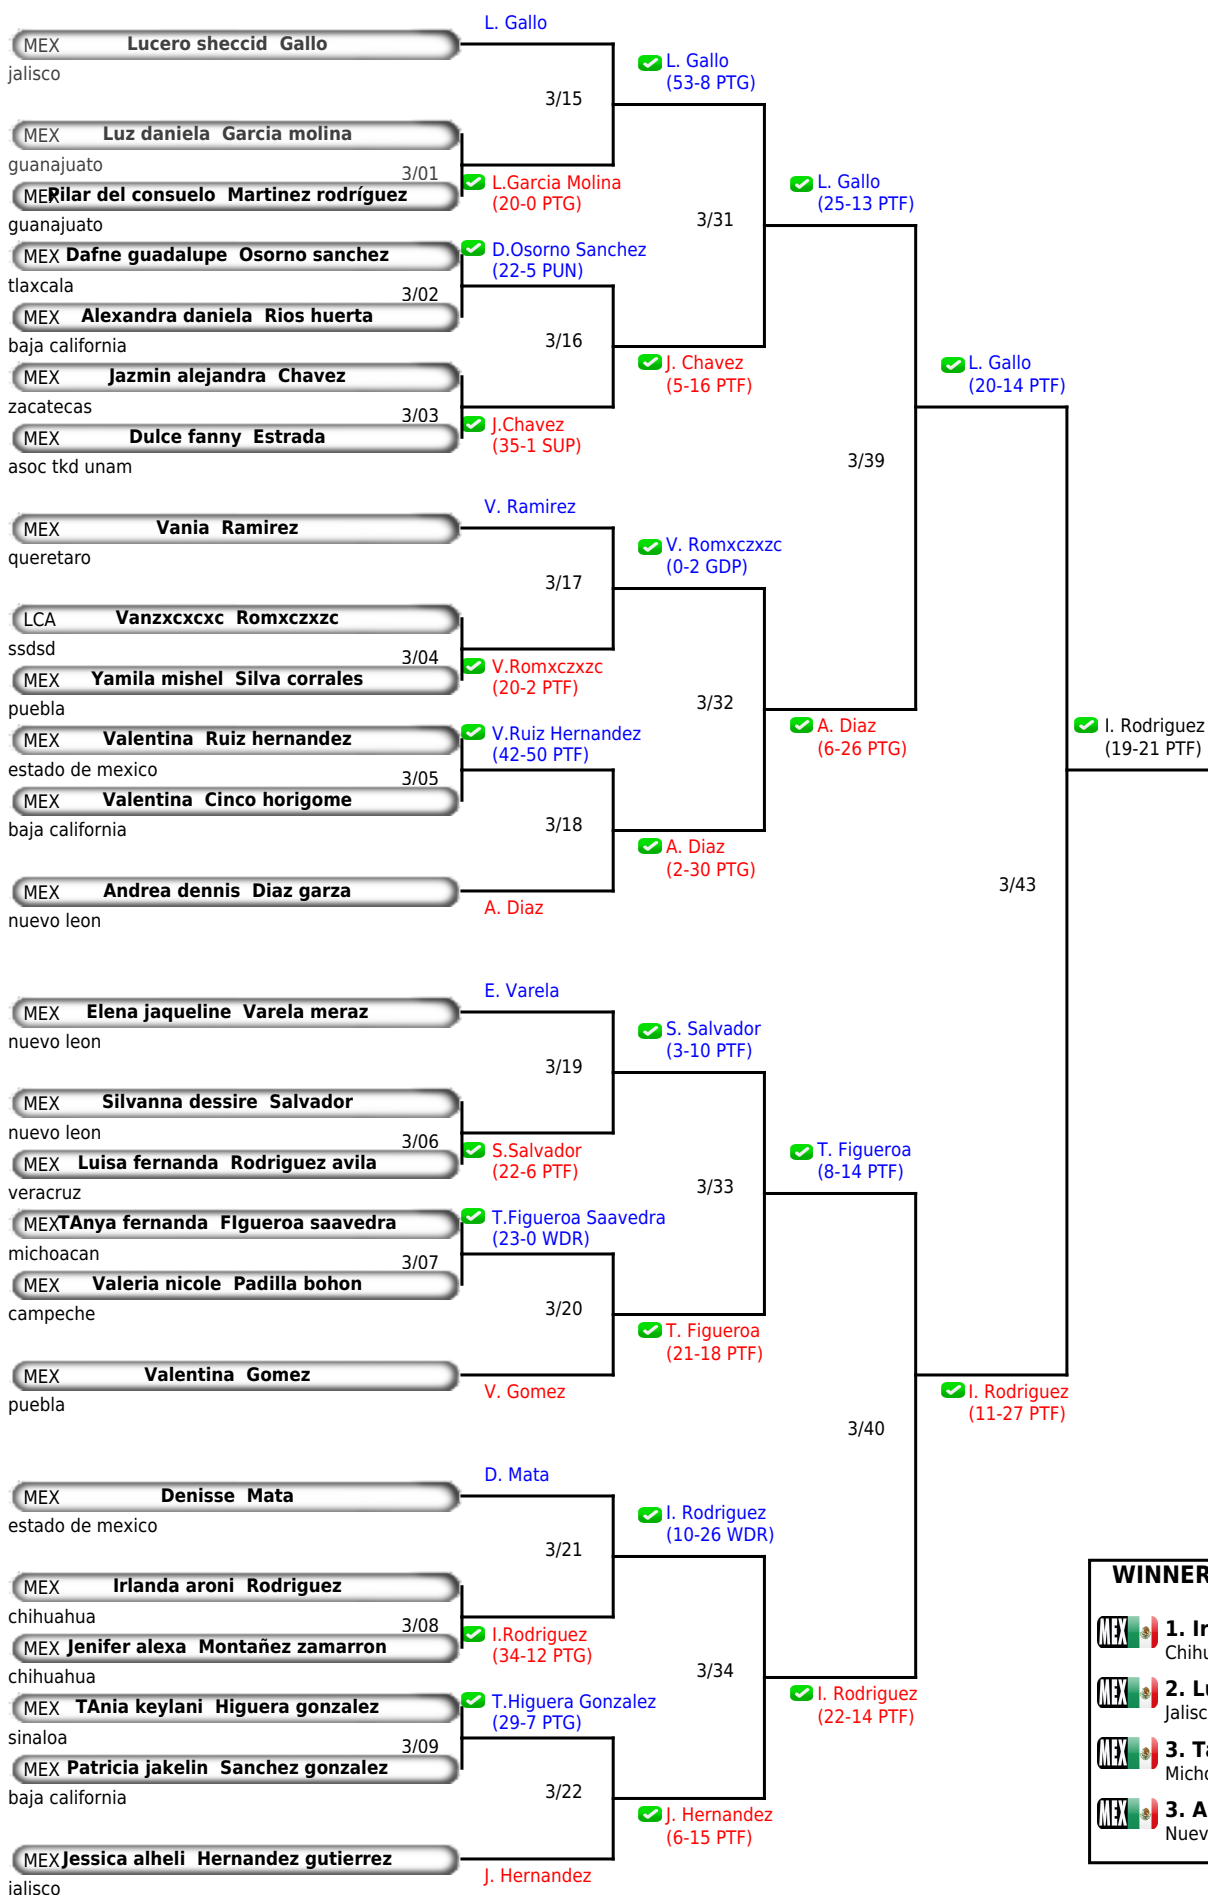 L. Gallo
MEX Lucero sheccid Gallo
jalisco
L. Gallo
(53-8 PTG)
3/15
MEX Luz daniela Garcia molina
guanajuato
3/01
L.Garcia Molina
(20-0 PTG)
MEX Pilar del consuelo Martinez rodríguez
guanajuato
L. Gallo
(25-13 PTF)
3/31
MEX Dafne guadalupe Osorno sanchez
tlaxcala
D.Osorno Sanchez
(22-5 PUN)
3/02
MEX Alexandra daniela Rios huerta
baja california
3/16
J. Chavez
(5-16 PTF)
MEX Jazmin alejandra Chavez
zacatecas
3/03
J.Chavez
(35-1 SUP)
MEX Dulce fanny Estrada
asoc tkd unam
L. Gallo
(20-14 PTF)
3/39
V. Ramirez
MEX Vania Ramirez
queretaro
V. Romxczxzc
(0-2 GDP)
3/17
LCA Vanzxcxcxc Romxczxzc
ssdsd
3/04
V.Romxczxzc
(20-2 PTF)
MEX Yamila mishel Silva corrales
puebla
3/32
A. Diaz
(6-26 PTG)
I. Rodriguez
(19-21 PTF)
MEX Valentina Ruiz hernandez
estado de mexico
V.Ruiz Hernandez
(42-50 PTF)
3/05
MEX Valentina Cinco horigome
baja california
3/18
A. Diaz
(2-30 PTG)
MEX Andrea dennis Diaz garza
nuevo leon
A. Diaz
3/43
E. Varela
MEX Elena jaqueline Varela meraz
nuevo leon
S. Salvador
(3-10 PTF)
3/19
MEX Silvanna dessire Salvador
nuevo leon
3/06
S.Salvador
(22-6 PTF)
MEX Luisa fernanda Rodriguez avila
veracruz
T. Figueroa
(8-14 PTF)
3/33
MEX TAnya fernanda FIgueroa saavedra
michoacan
T.Figueroa Saavedra
(23-0 WDR)
3/07
MEX Valeria nicole Padilla bohon
campeche
3/20
T. Figueroa
(21-18 PTF)
MEX Valentina Gomez
puebla
V. Gomez
I. Rodriguez
(11-27 PTF)
3/40
D. Mata
MEX Denisse Mata
estado de mexico
I. Rodriguez
(10-26 WDR)
3/21
MEX Irlanda aroni Rodriguez
chihuahua
3/08
I.Rodriguez
(34-12 PTG)
MEX Jenifer alexa Montañez zamarron
chihuahua
3/34
I. Rodriguez
(22-14 PTF)
MEX TAnia keylani Higuera gonzalez
sinaloa
T.Higuera Gonzalez
(29-7 PTG)
3/09
MEX Patricia jakelin Sanchez gonzalez
baja california
3/22
J. Hernandez
(6-15 PTF)
MEX Jessica alheli Hernandez gutierrez
jalisco
J. Hernandez
WINNER
MEX 1. Ir
Chihu
MEX 2. Lu
Jalisc
MEX 3. Ta
Micho
MEX 3. A
Nuev